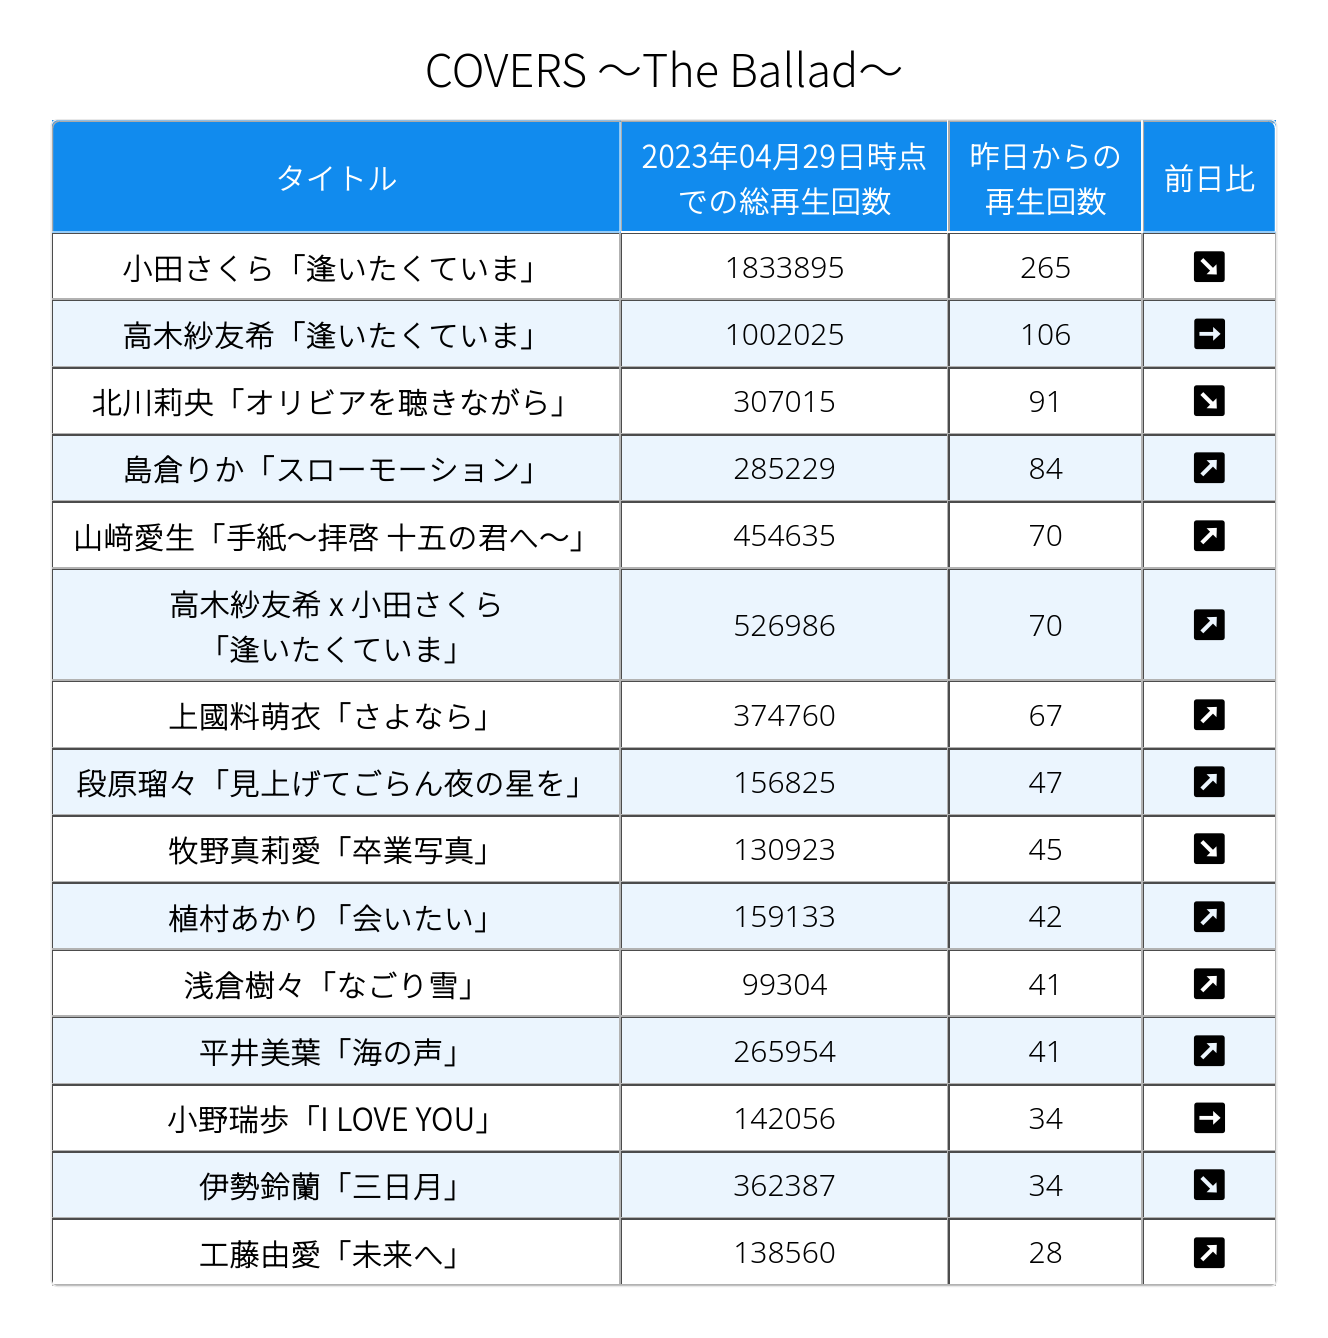 COVERS ～The Ballad～
タイトル 2023年04月29日時点での総再生回数 昨日からの再生回数 前日比
小田さくら「逢いたくていま」 1833895 265 ↘
高木紗友希「逢いたくていま」 1002025 106 →
北川莉央「オリビアを聴きながら」 307015 91 ↘
島倉りか「スローモーション」 285229 84 ↗
山﨑愛生「手紙～拝啓 十五の君へ～」 454635 70 ↗
高木紗友希 x 小田さくら「逢いたくていま」 526986 70 ↗
上國料萌衣「さよなら」 374760 67 ↗
段原瑠々「見上げてごらん夜の星を」 156825 47 ↗
牧野真莉愛「卒業写真」 130923 45 ↘
植村あかり「会いたい」 159133 42 ↗
浅倉樹々「なごり雪」 99304 41 ↗
平井美葉「海の声」 265954 41 ↗
小野瑞歩「I LOVE YOU」 142056 34 →
伊勢鈴蘭「三日月」 362387 34 ↘
工藤由愛「未来へ」 138560 28 ↗